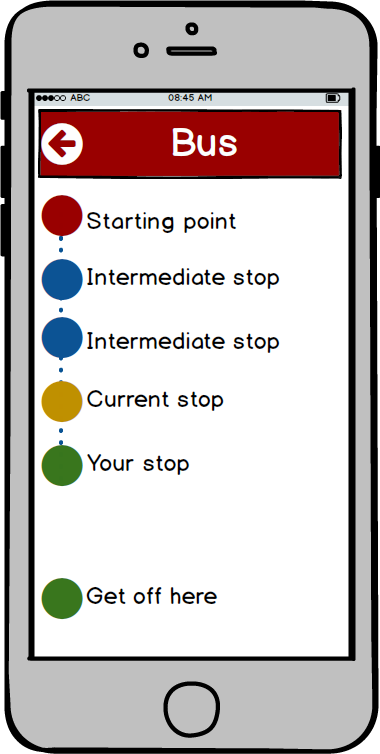 ABC 08:45 AM
Bus
Starting point
Intermediate stop
Intermediate stop
Current stop
Your stop
Get off here